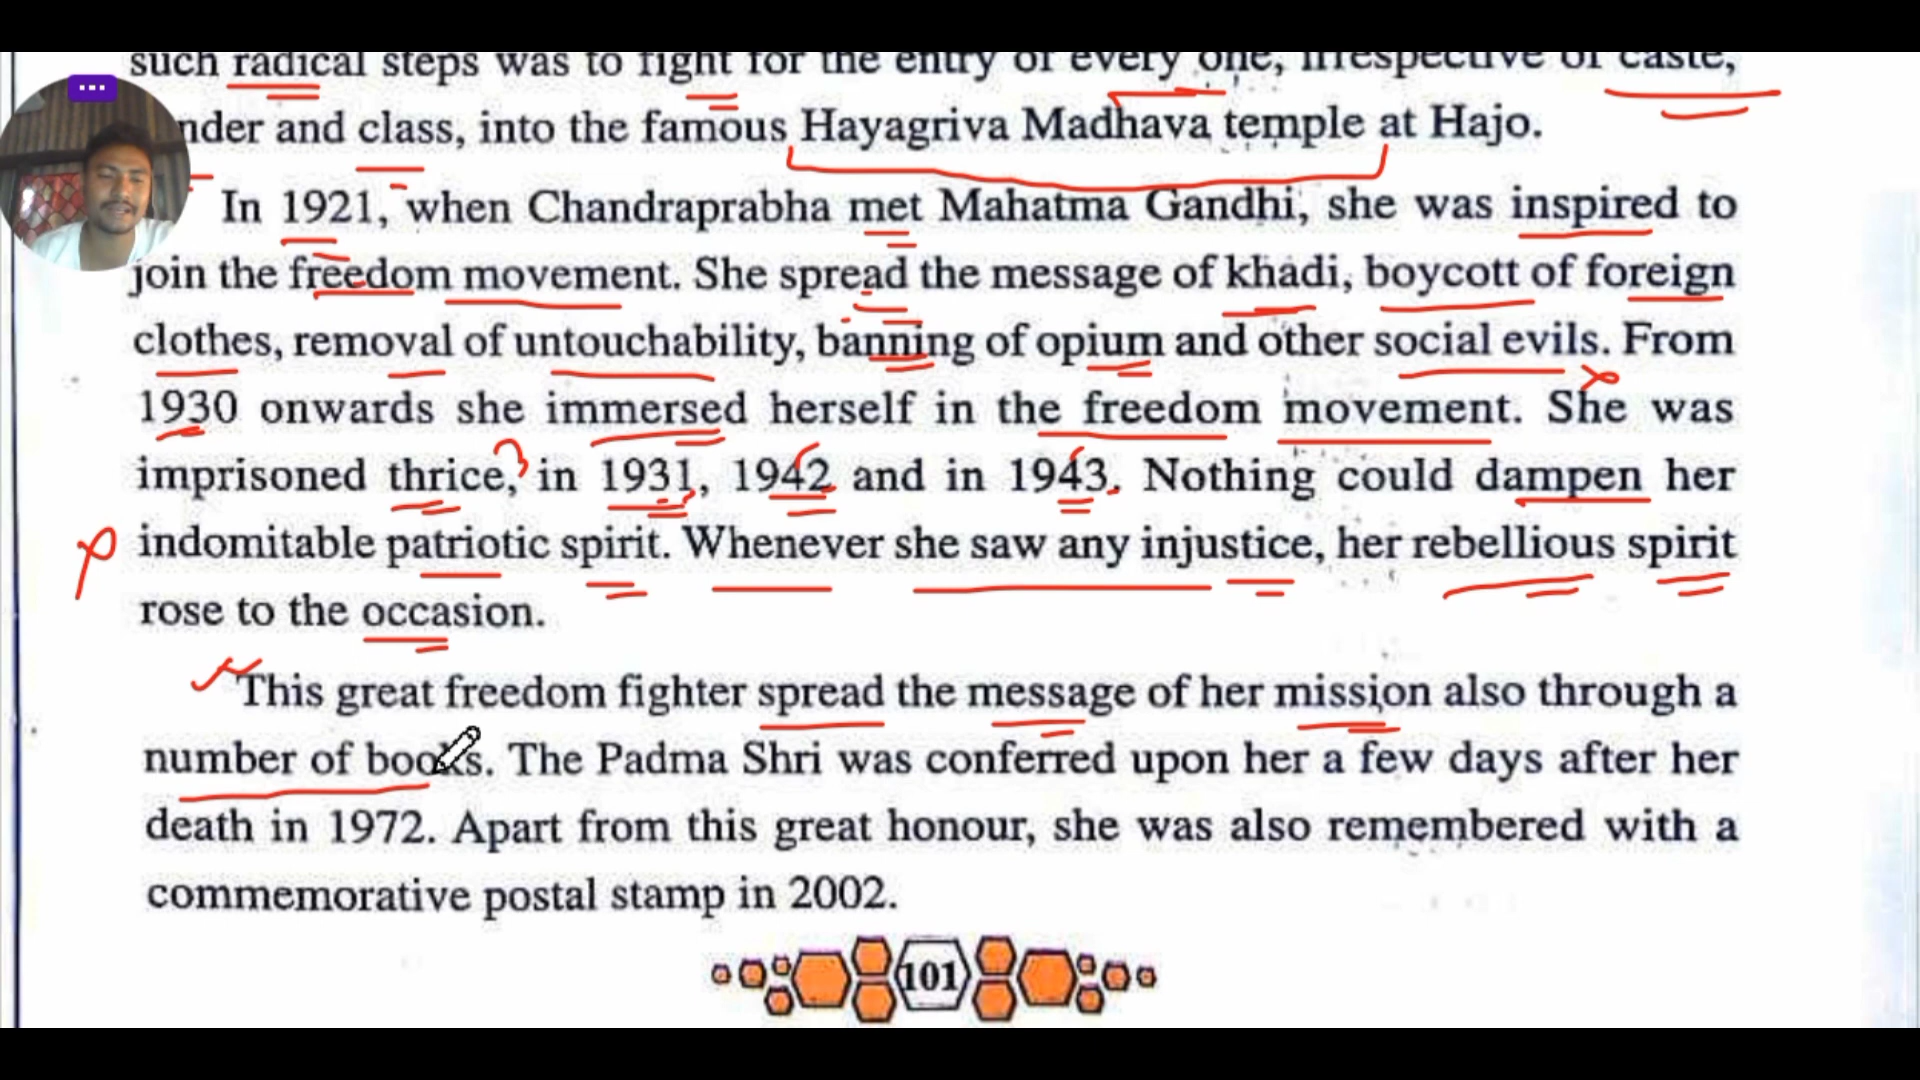 such radical steps was to fight for the entry of every one, irrespective of caste,
nder and class, into the famous Hayagriva Madhava temple at Hajo.
In 1921, when Chandraprabha met Mahatma Gandhi, she was inspired to
join the freedom movement. She spread the message of khadi, boycott of foreign
clothes, removal of untouchability, banning of opium and other social evils. From
1930 onwards she immersed herself in the freedom movement. She was
imprisoned thrice, in 1931, 1942 and in 1943. Nothing could dampen her
indomitable patriotic spirit. Whenever she saw any injustice, her rebellious spirit
rose to the occasion.
This great freedom fighter spread the message of her mission also through a
number of books. The Padma Shri was conferred upon her a few days after her
death in 1972. Apart from this great honour, she was also remembered with a
commemorative postal stamp in 2002.
101